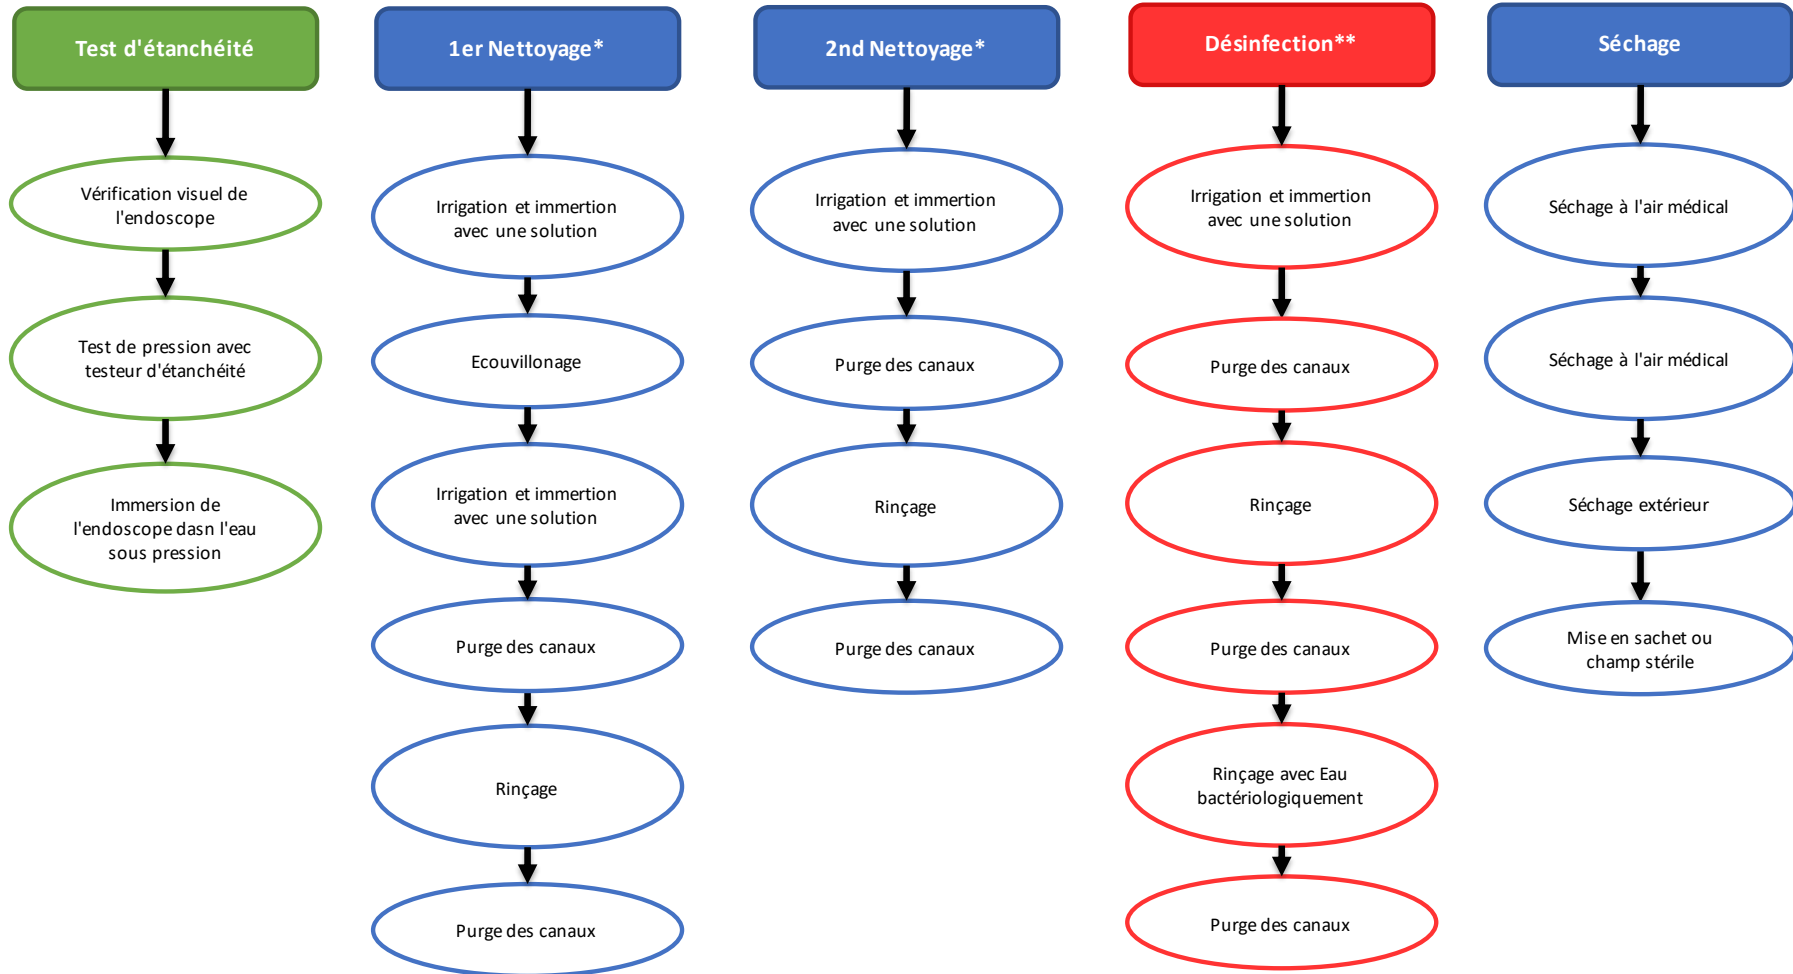 Test d'étanchéité
Vérification visuel de
l'endoscope
Test de pression avec
testeur d'étanchéité
Immersion de
l'endoscope dasn l'eau
sous pression
1er Nettoyage*
Irrigation et immertion
avec une solution
Ecouvillonage
Irrigation et immertion
avec une solution
Purge des canaux
Rinçage
Purge des canaux
2nd Nettoyage*
Irrigation et immertion
avec une solution
Purge des canaux
Rinçage
Purge des canaux
Désinfection**
Irrigation et immertion
avec une solution
Purge des canaux
Rinçage
Purge des canaux
Rinçage avec Eau
bactériologiquement
Purge des canaux
Séchage
Séchage à l'air médical
Séchage à l'air médical
Séchage extérieur
Mise en sachet ou
champ stérile